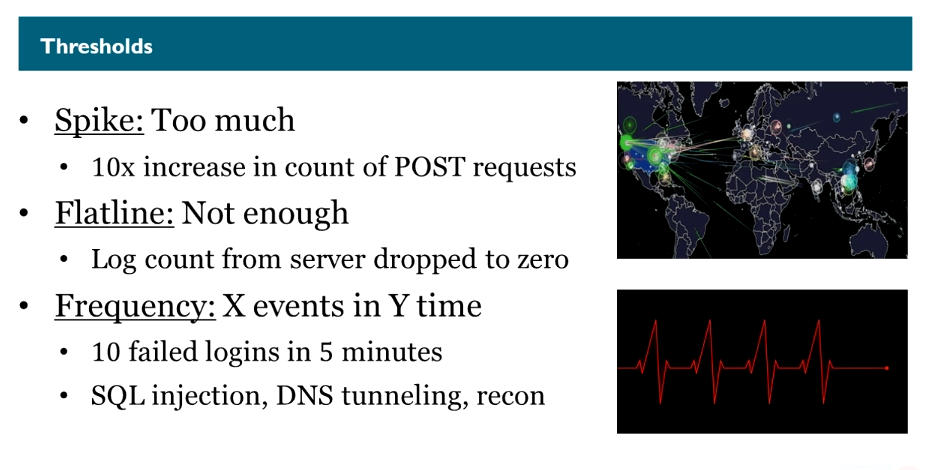 Thresholds
• Spike: Too much
• 10x increase in count of POST requests
• Flatline: Not enough
• Log count from server dropped to zero
• Frequency: X events in Y time
• 10 failed logins in 5 minutes
• SQL injection, DNS tunneling, recon